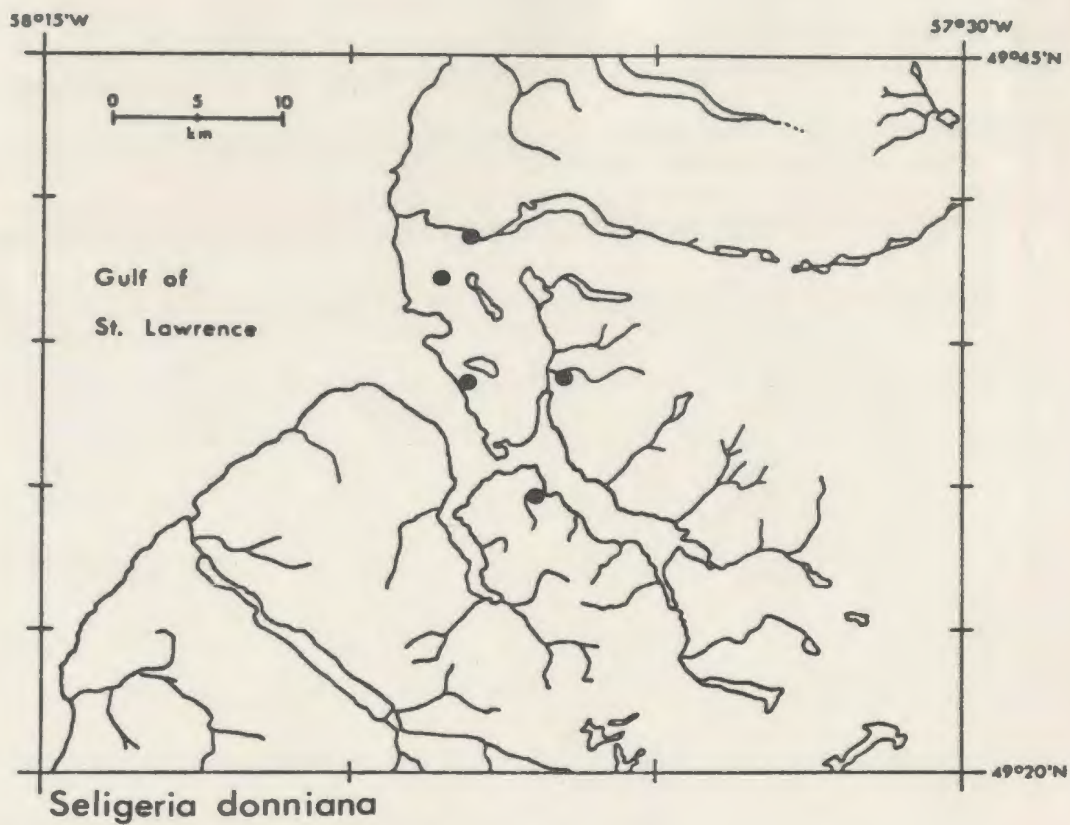 58°15'W
57°30'W
49°45'N
0 5 10
km
Gulf of
St. Lawrence
49°20'N
Seligeria donniana